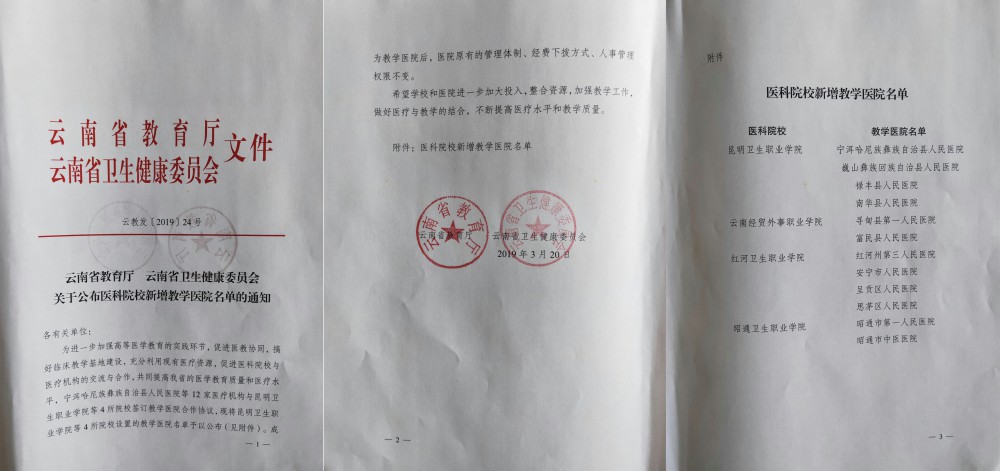 云南省教育厅
云南省卫生健康委员会
文件
云教发〔2019〕24号
云南省教育厅 云南省卫生健康委员会
关于公布医科院校新增教学医院名单的通知
各有关单位：
为进一步加强高等医学教育的实践环节，促进医教协同，搞
好临床教学基地建设，充分利用现有医疗资源，促进医科院校与
医疗机构的交流与合作，共同提高我省的医学教育质量和医疗水
平，宁洱哈尼族彝族自治县人民医院等12家医疗机构与昆明卫
生职业学院等4所院校签订教学医院合作协议，现将昆明卫生职
业学院等4所院校设置的教学医院名单予以公布（见附件）。成
— 1 —
为教学医院后，医院原有的管理体制、经费下拨方式、人事管理
权限不变。
希望学校和医院进一步加大投入，整合资源，加强教学工作，
做好医疗与教学的结合，不断提高医疗水平和教学质量。
附件：医科院校新增教学医院名单
云南省教育厅 云南省卫生健康委员会
2019年3月20日
— 2 —
附件
医科院校新增教学医院名单
医科院校 教学医院名单
昆明卫生职业学院 宁洱哈尼族彝族自治县人民医院
巍山彝族回族自治县人民医院
禄丰县人民医院
南华县人民医院
云南经贸外事职业学院 寻甸县第一人民医院
富民县人民医院
红河卫生职业学院 红河州第三人民医院
安宁市人民医院
呈贡区人民医院
思茅区人民医院
昭通卫生职业学院 昭通市第一人民医院
昭通市中医医院
— 3 —